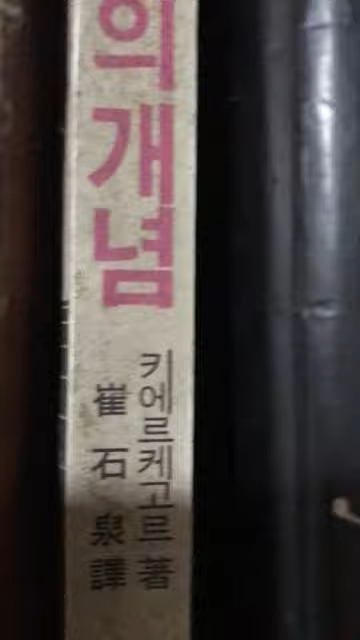 의 개념
키에르케고르 著
崔石泉 譯